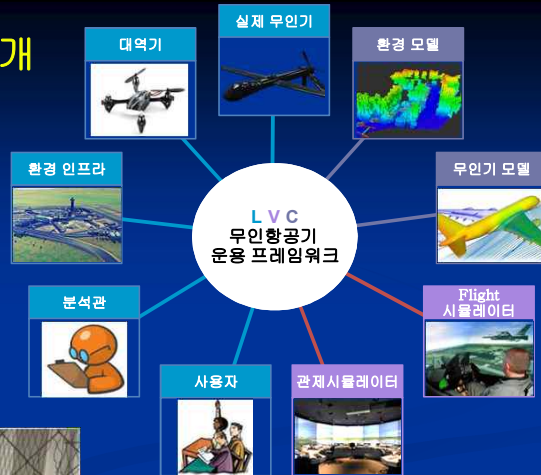 개
실제 무인기
대역기
환경 모델
환경 인프라
무인기 모델
L V C
무인항공기
운용 프레임워크
분석관
Flight
시뮬레이터
사용자
관제시뮬레이터